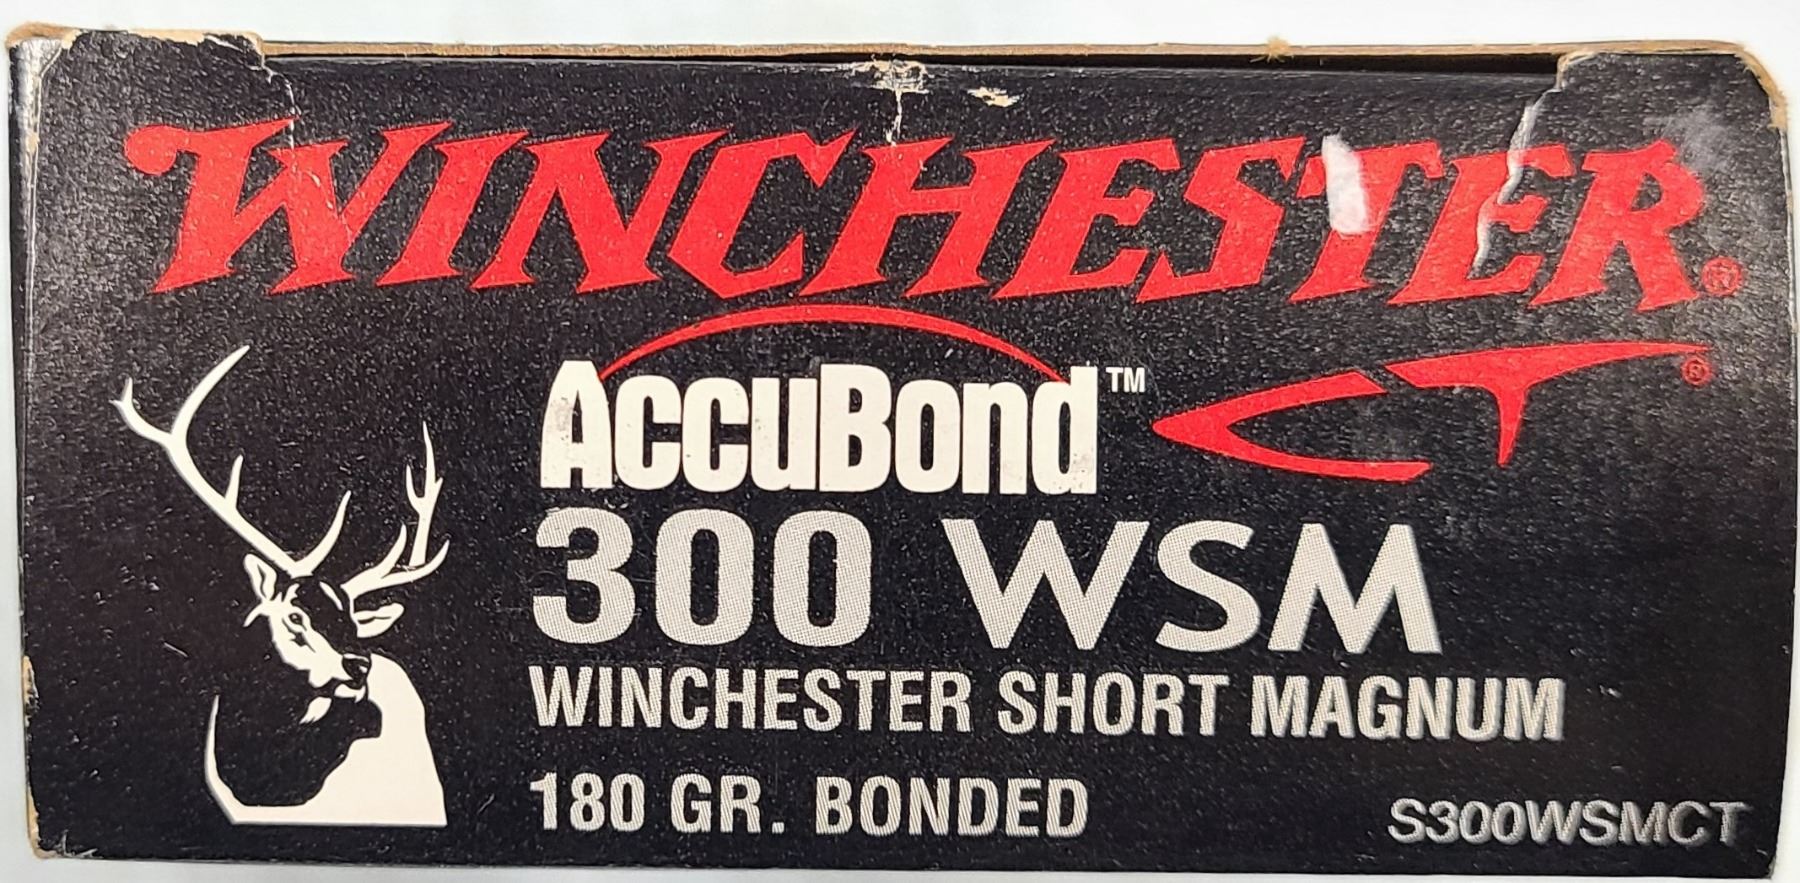 WINCHESTER®
AccuBond™ CT®
300 WSM
WINCHESTER SHORT MAGNUM
180 GR. BONDED
S300WSMCT